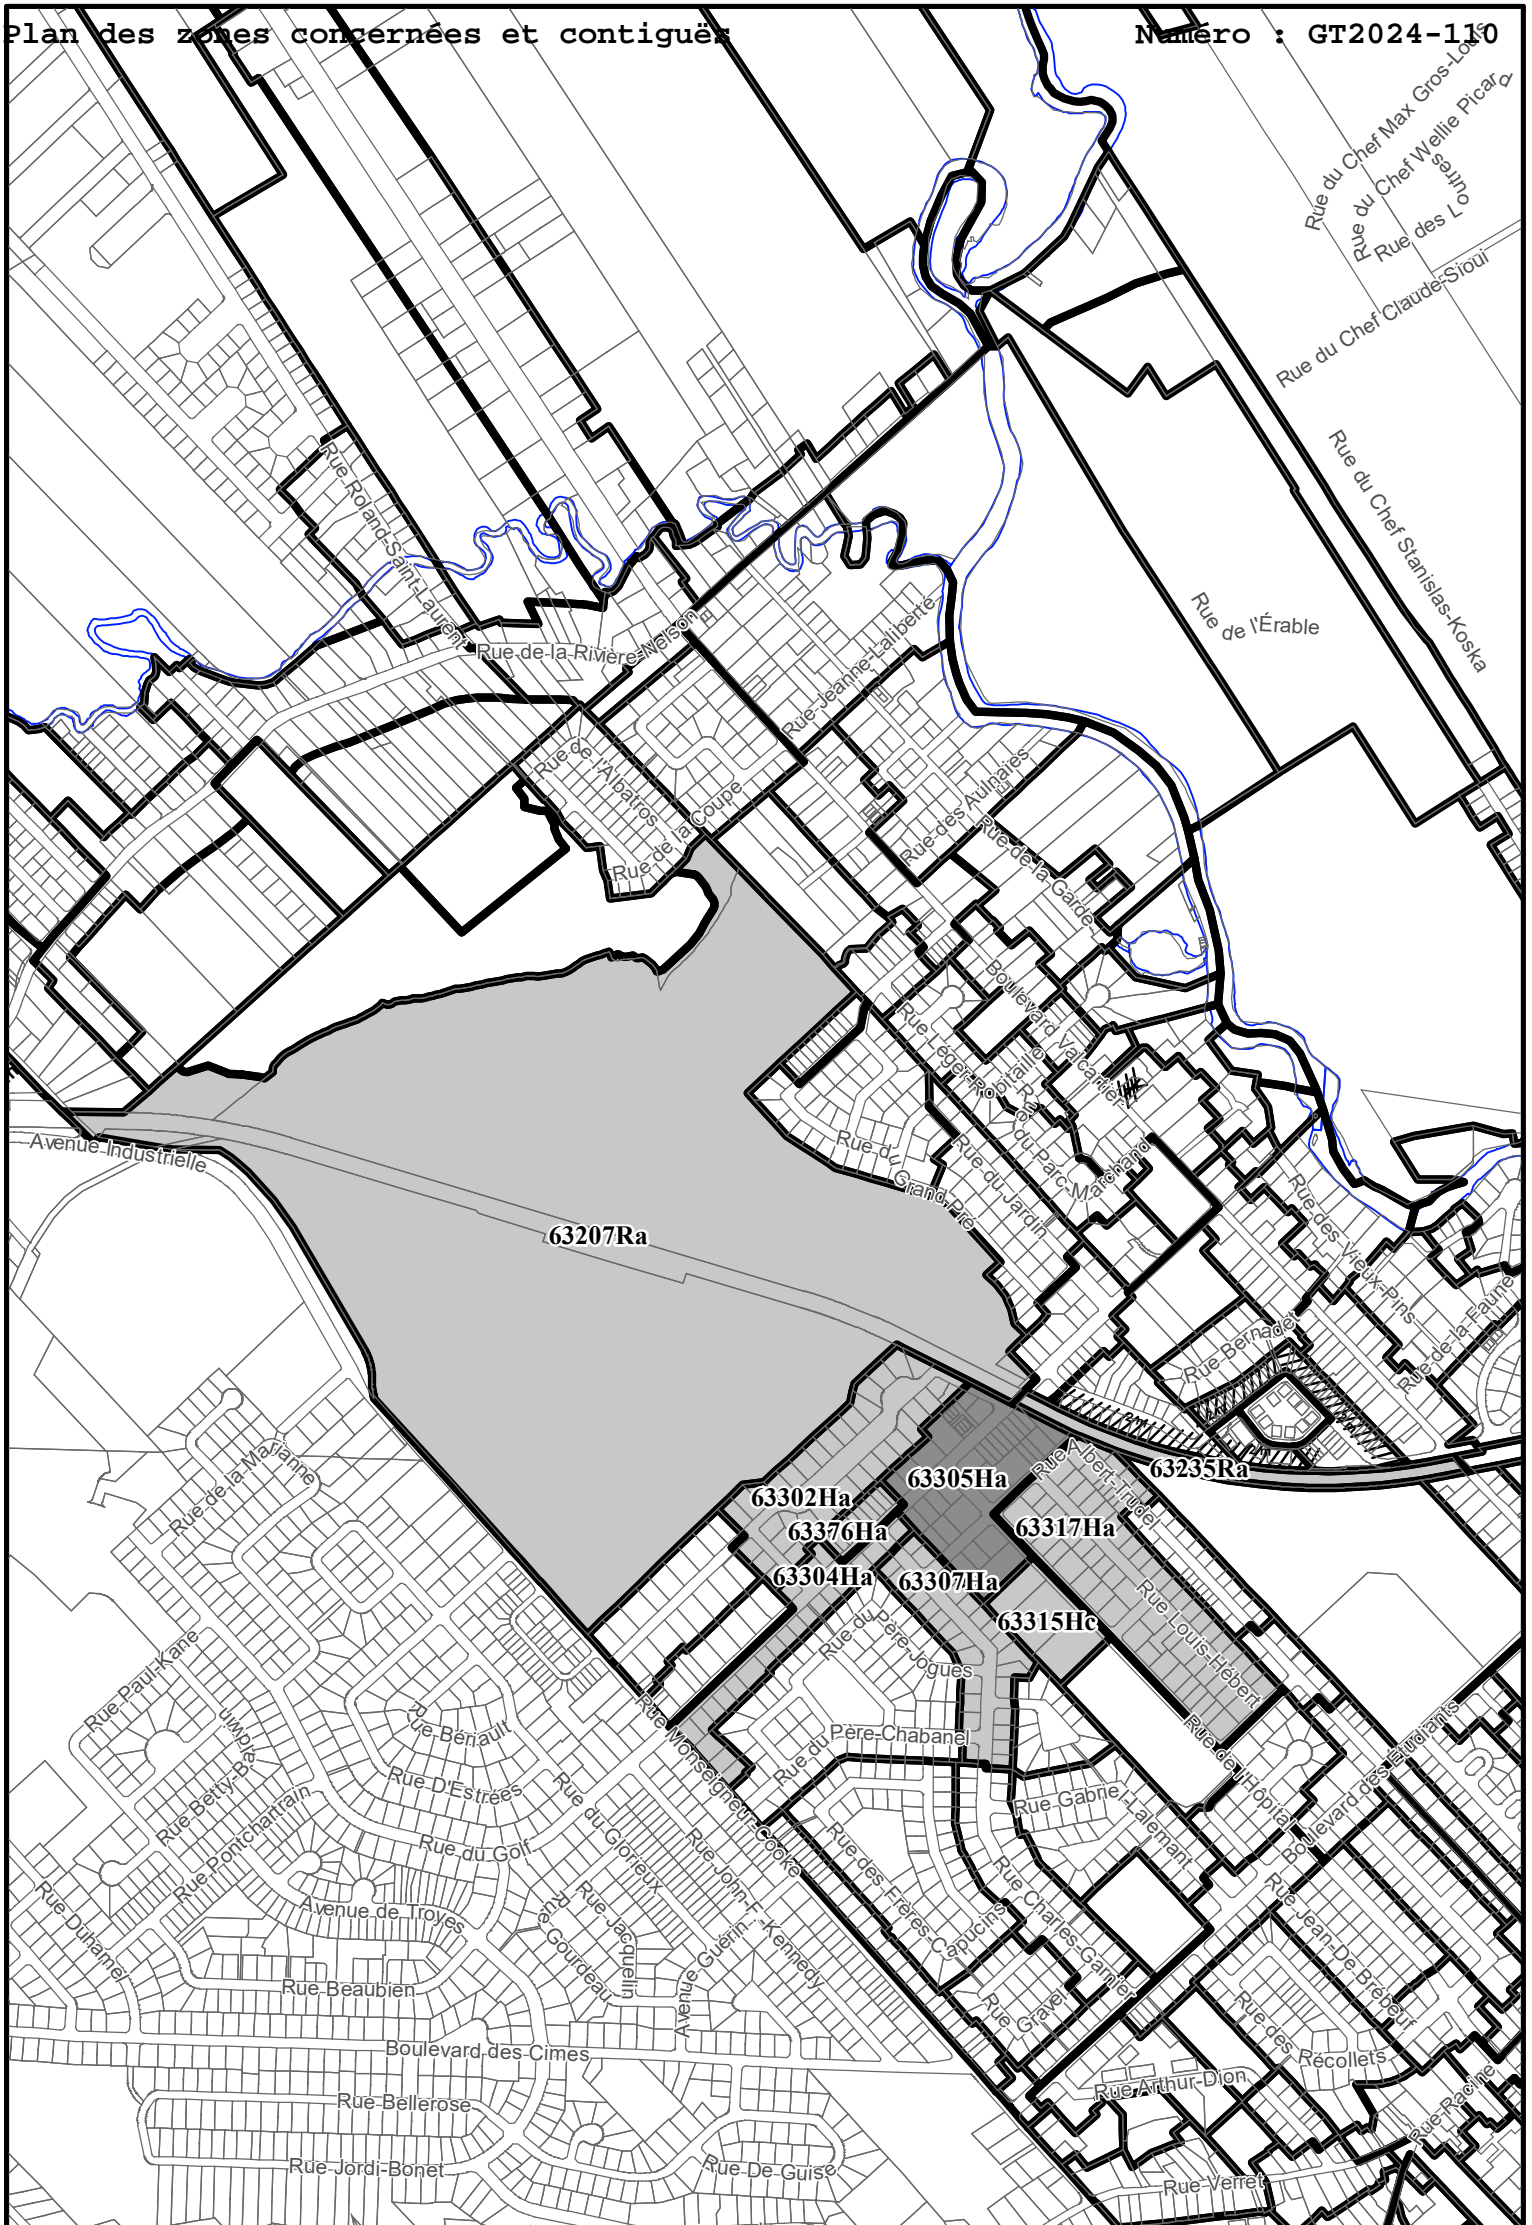 Plan des zones concernées et contiguës
Numéro : GT2024-110
Rue du Chef Max Gros-Louis
Rue du Chef Wellie Picard
Rue des Loutres
Rue du Chef Claude-Sioui
Rue du Chef Stanislas-Koska
Rue de l'Érable
Rue Roland-Saint-Laurent
Rue de la Rivière-Nelson
Rue Jeanne-Laliberté
Rue de l'Albatros
Rue de la Coupe
Rue des Aulnaies
Rue de la Garde
Boulevard Valcartier
Rue Léger-Robitaille
Rue du Parc-Marchand
Rue du Grand-Pré
Rue du Jardin
Avenue Industrielle
Rue des Vieux-Pins
Rue de la Faune
Rue Bernadet
63207Ra
63235Ra
Rue Albert-Trudel
63305Ha
63302Ha
63317Ha
63376Ha
63304Ha
63307Ha
63315Hc
Rue Louis-Hébert
Rue de la Marianne
Rue du Père-Jogues
Rue du Père-Chabanel
Rue Monseigneur-Cooke
Rue de l'Hôpital
Boulevard des Étudiants
Rue Paul-Kane
Rue Betty-Baldwin
Rue Bériault
Rue D'Estrées
Rue Pontchartrain
Rue du Golf
Rue du Glorieux
Rue John-F.-Kennedy
Rue Gabriel-Lalemant
Rue des Frères-Capucins
Rue Charles-Garnier
Rue Jean-De Brébeuf
Rue Duhamel
Avenue de Troyes
Rue Gourdeau
Rue Jacquelin
Avenue Guérin
Rue Beaubien
Rue Gravel
Rue des Récollets
Boulevard des Cimes
Rue Arthur-Dion
Rue Racine
Rue Bellerose
Rue Jordi-Bonet
Rue De Guise
Rue Verret